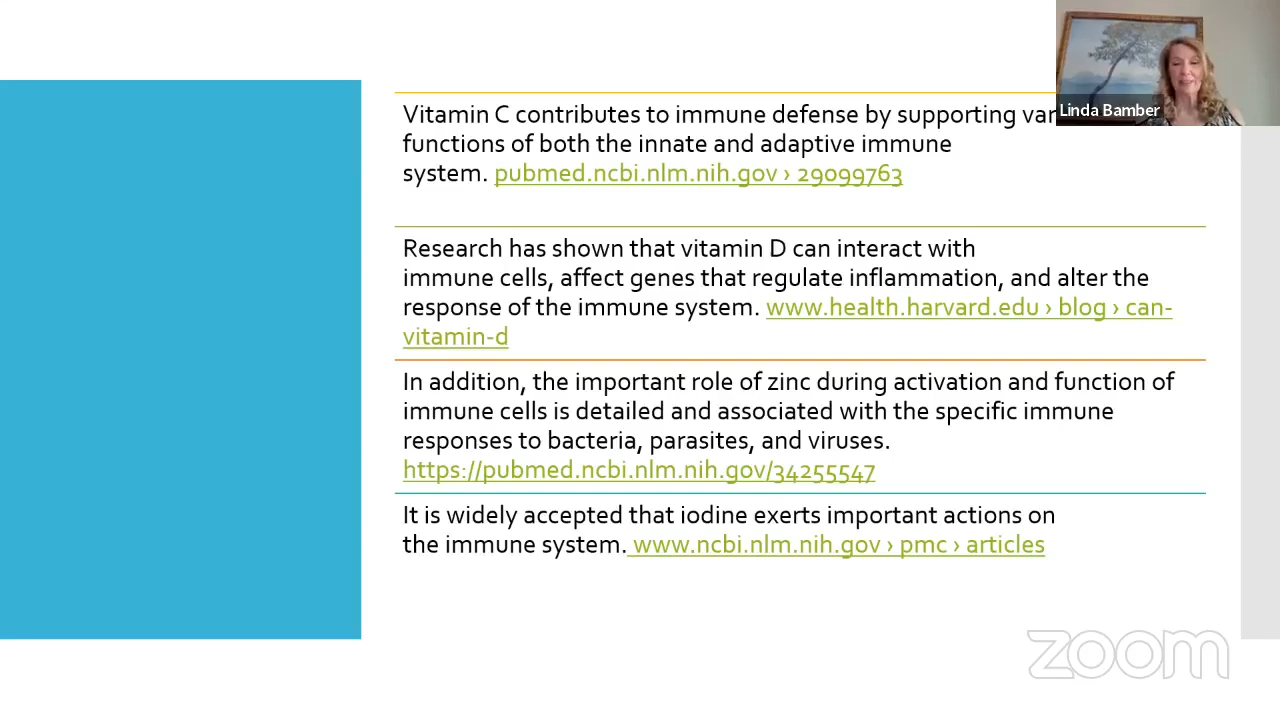 Linda Bamber
Vitamin C contributes to immune defense by supporting
functions of both the innate and adaptive immune
system. pubmed.ncbi.nlm.nih.gov › 29099763
Research has shown that vitamin D can interact with
immune cells, affect genes that regulate inflammation, and alter the
response of the immune system. www.health.harvard.edu › blog › can-
vitamin-d
In addition, the important role of zinc during activation and function of
immune cells is detailed and associated with the specific immune
responses to bacteria, parasites, and viruses.
https://pubmed.ncbi.nlm.nih.gov/34255547
It is widely accepted that iodine exerts important actions on
the immune system. www.ncbi.nlm.nih.gov › pmc › articles
zoom